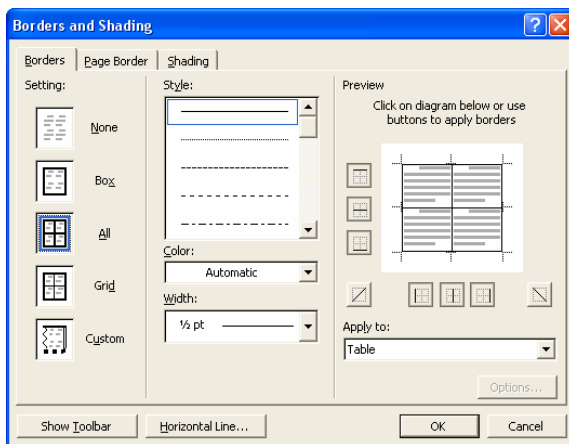 Borders and Shading
Borders
Page Border
Shading
Setting:
None
Box
All
Grid
Custom
Style:
Color:
Automatic
Width:
½ pt
Preview
Click on diagram below or use
buttons to apply borders
Apply to:
Table
Options...
Show Toolbar
Horizontal Line...
OK
Cancel